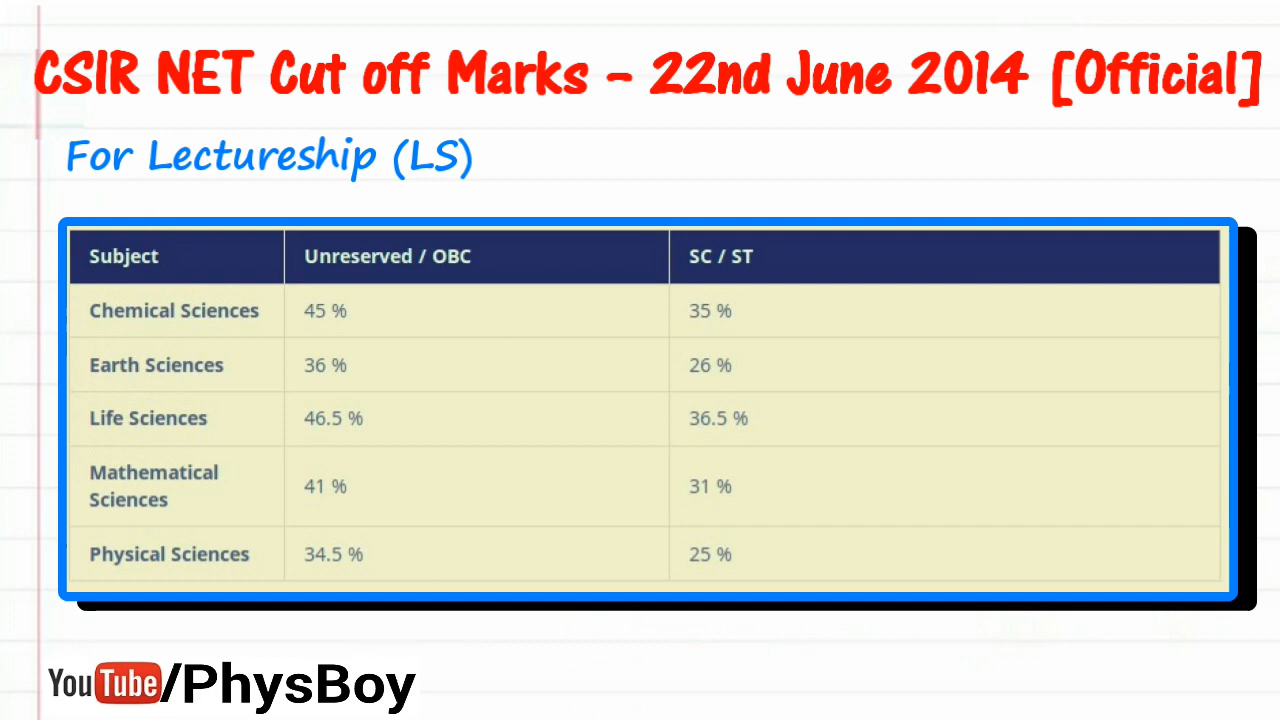 CSIR NET Cut off Marks - 22nd June 2014 [Official]
For Lectureship (LS)
Subject Unreserved / OBC SC / ST
Chemical Sciences 45 % 35 %
Earth Sciences 36 % 26 %
Life Sciences 46.5 % 36.5 %
Mathematical
Sciences 41 % 31 %
Physical Sciences 34.5 % 25 %
YouTube/PhysBoy